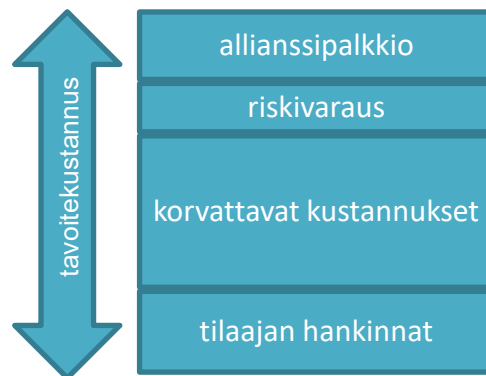 tavoitekustannus
allianssipalkkio
riskivaraus
korvattavat kustannukset
tilaajan hankinnat